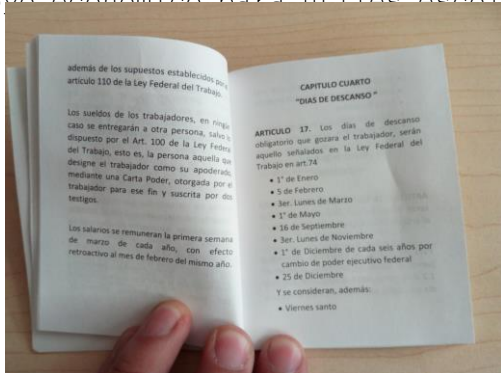 además de los supuestos establecidos por el
artículo 110 de la Ley Federal del Trabajo.
Los sueldos de los trabajadores, en ningún
caso se entregarán a otra persona, salvo lo
dispuesto por el Art. 100 de la Ley Federal
del Trabajo, esto es, la persona aquella que
designe el trabajador como su apoderado,
mediante una Carta Poder, otorgada por el
trabajador para ese fin y suscrita por dos
testigos.
Los salarios se remuneran la primera semana
de marzo de cada año, con efecto
retroactivo al mes de febrero del mismo año.
CAPITULO CUARTO
"DIAS DE DESCANSO "
ARTICULO 17. Los días de descanso
obligatorio que gozara el trabajador, serán
aquello señalados en la Ley Federal del
Trabajo en art.74
• 1° de Enero
• 5 de Febrero
• 3er. Lunes de Marzo
• 1° de Mayo
• 16 de Septiembre
• 3er. Lunes de Noviembre
• 1° de Diciembre de cada seis años por
cambio de poder ejecutivo federal
• 25 de Diciembre
Y se consideran, además:
• Viernes santo